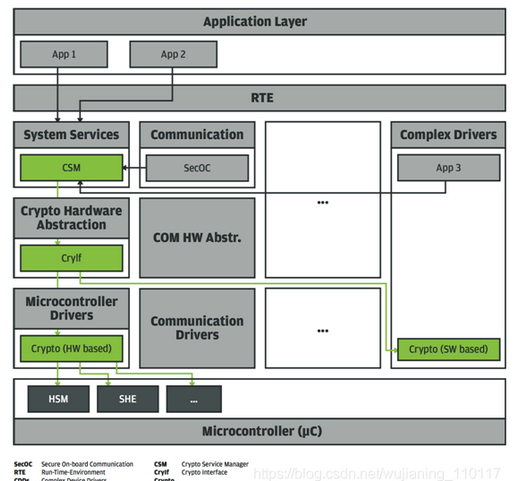 Application Layer
App 1
App 2
RTE
System Services
Communication
Complex Drivers
CSM
SecOC
App 3
...
Crypto Hardware
Abstraction
COM HW Abstr.
CryIf
Microcontroller
Drivers
Communication
Drivers
...
Crypto (HW based)
Crypto (SW based)
HSM
SHE
...
Microcontroller (µC)
SecOC Secure On-board Communication
CSM Crypto Service Manager
RTE Run-Time-Environment
CryIf Crypto Interface
CDDs Complex Device Drivers
Crypto
https://blog.csdn.net/wujianing_110117